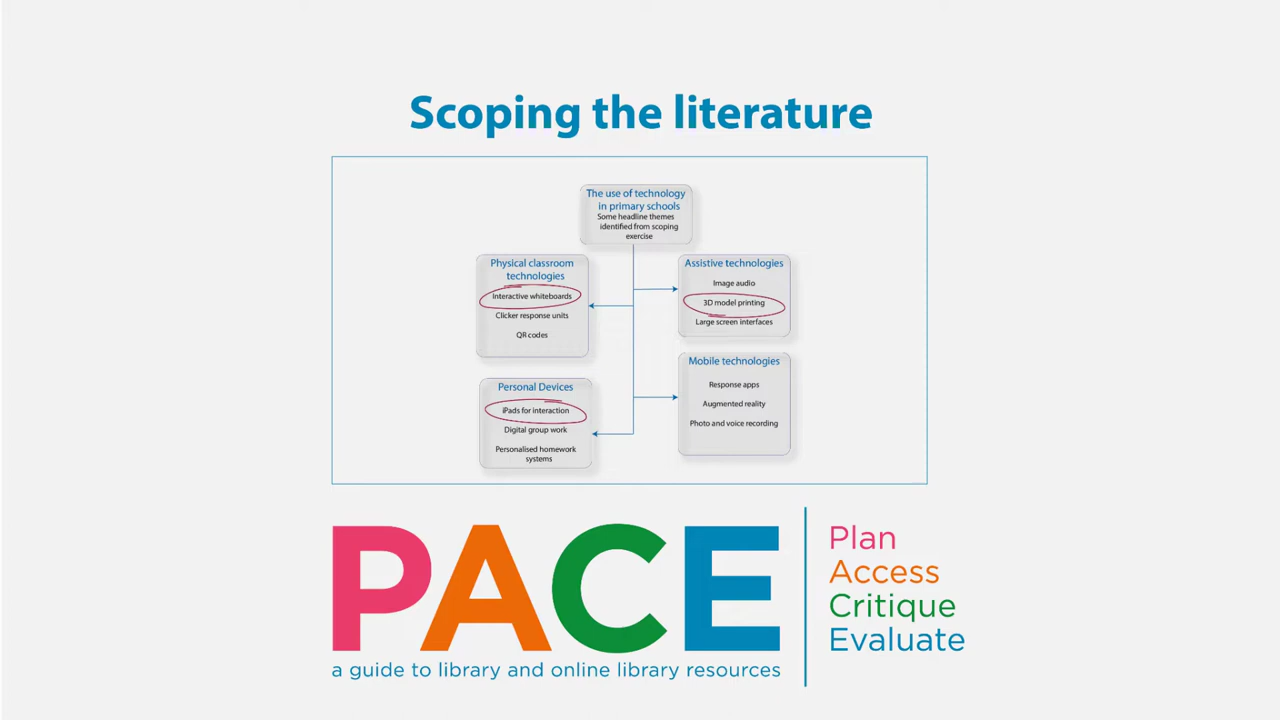 Scoping the literature
The use of technology
in primary schools
Some headline themes
identified from scoping
exercise
Physical classroom
technologies
Interactive whiteboards
Clicker response units
QR codes
Assistive technologies
Image audio
3D model printing
Large screen interfaces
Personal Devices
iPads for interaction
Digital group work
Personalised homework
systems
Mobile technologies
Response apps
Augmented reality
Photo and voice recording
PACE
a guide to library and online library resources
Plan
Access
Critique
Evaluate